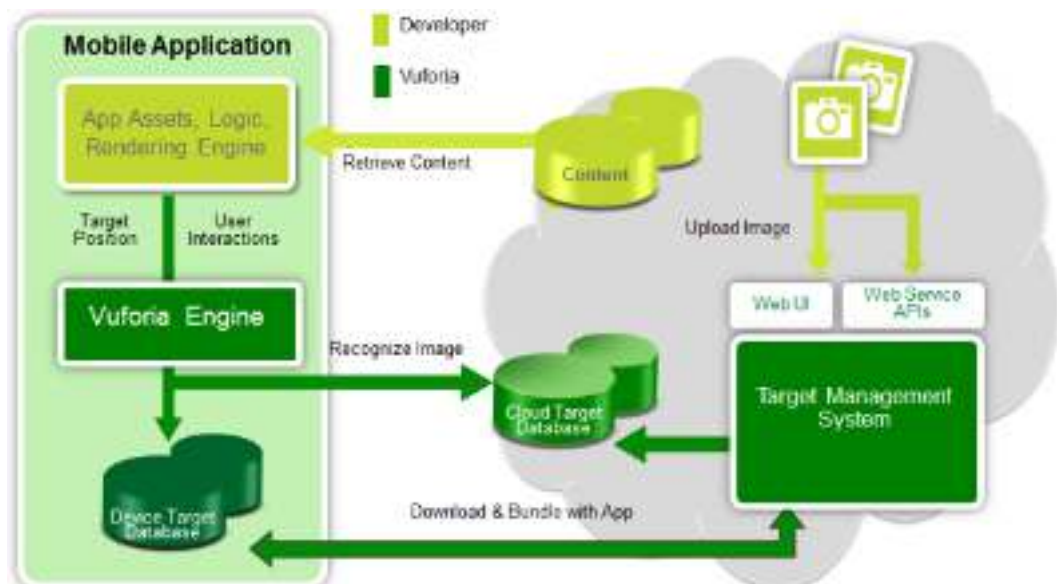 Mobile Application
Developer
Vuforia
App Assets, Logic,
Rendering Engine
Retrieve Content
Content
Target
Position
User
Interactions
Upload Image
Vuforia Engine
Web UI
Web Service
APIs
Recognize Image
Cloud Target
Database
Target Management
System
Device Target
Database
Download & Bundle with App